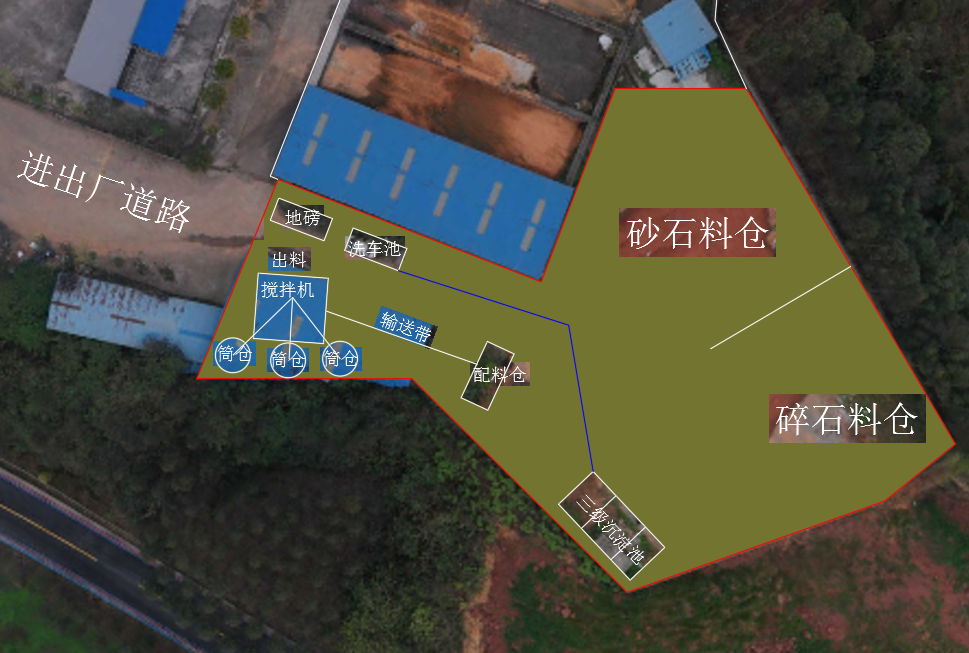 进出厂道路
地磅
洗车池
砂石料仓
出料
搅拌机
输送带
筒仓
筒仓
筒仓
配料仓
碎石料仓
三级沉涟池